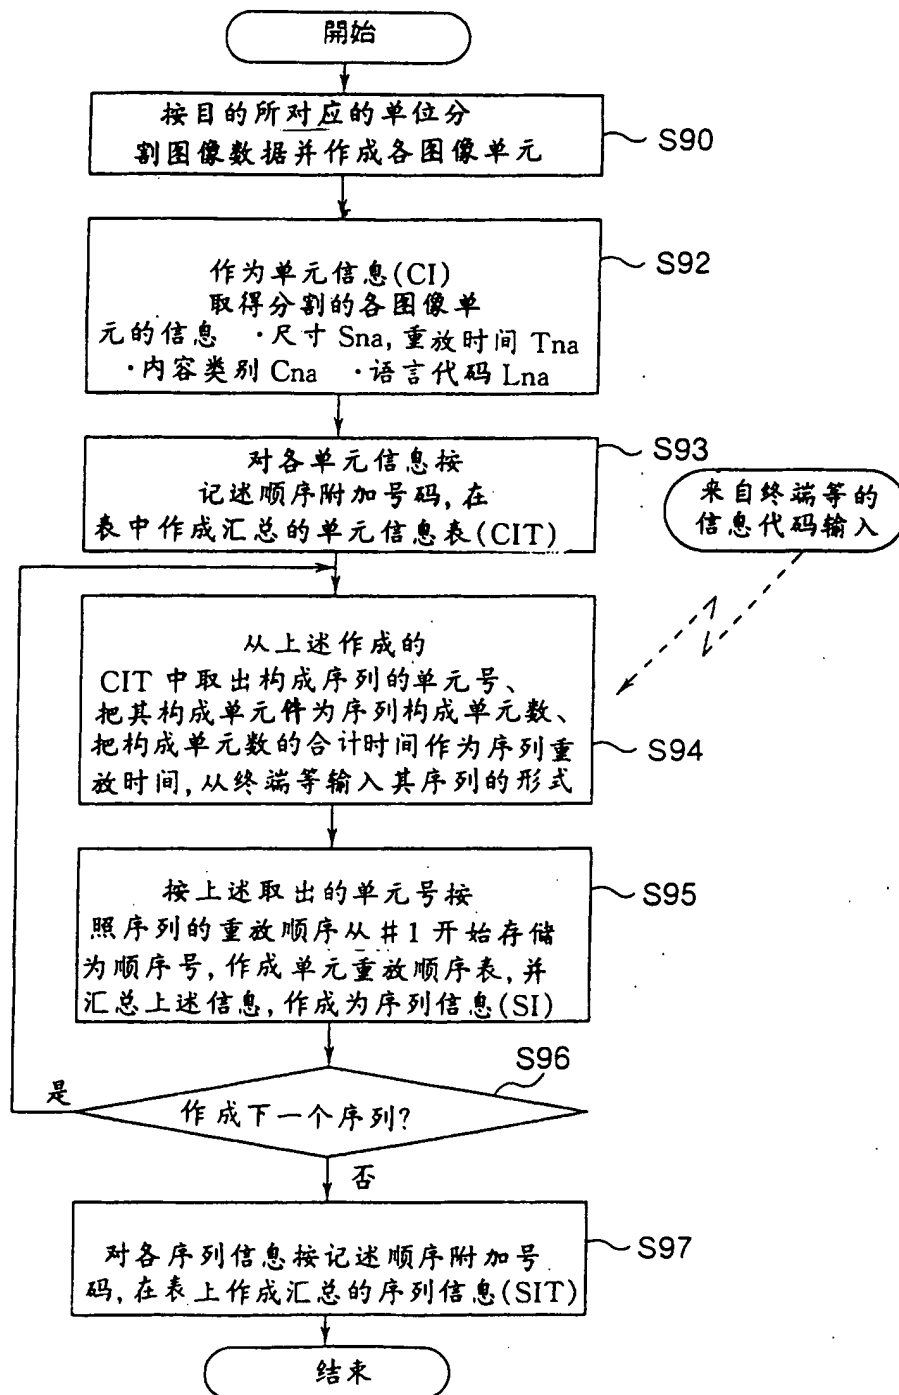 開始
按目的所对应的单位分
割图像数据并作成各图像单元
S90
作为单元信息(CI)
取得分割的各图像单
元的信息 ·尺寸 Sna,重放时间 Tna
·内容类别 Cna ·语言代码 Lna
S92
对各单元信息按
记述顺序附加号码,在
表中作成汇总的单元信息表(CIT)
S93
来自终端等的
信息代码输入
从上述作成的
CIT 中取出构成序列的单元号、
把其构成单元件为序列构成单元数、
把构成单元数的合计时间作为序列重
放时间,从终端等输入其序列的形式
S94
按上述取出的单元号按
照序列的重放顺序从 #1 开始存储
为顺序号,作成单元重放顺序表,并
汇总上述信息,作成为序列信息(SI)
S95
S96
是
作成下一个序列?
否
对各序列信息按记述顺序附加号
码,在表上作成汇总的序列信息(SIT)
S97
结束